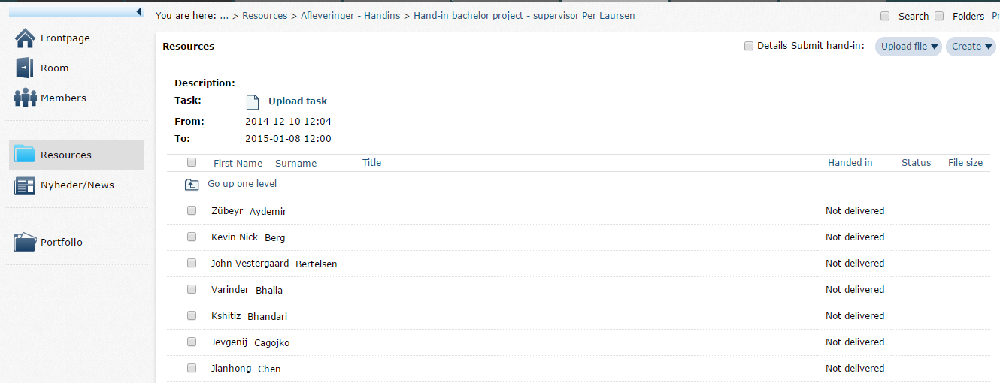 You are here: ... > Resources > Afleveringer - Handins > Hand-in bachelor project - supervisor Per Laursen
Search Folders Pr
Frontpage
Room
Members
Resources
Nyheder/News
Portfolio
Resources
Details Submit hand-in: Upload file Create
Description:
Task: Upload task
From: 2014-12-10 12:04
To: 2015-01-08 12:00
First Name Surname Title Handed in Status File size
Go up one level
Zübeyr Aydemir Not delivered
Kevin Nick Berg Not delivered
John Vestergaard Bertelsen Not delivered
Varinder Bhalla Not delivered
Kshitiz Bhandari Not delivered
Jevgenij Cagojko Not delivered
Jianhong Chen Not delivered